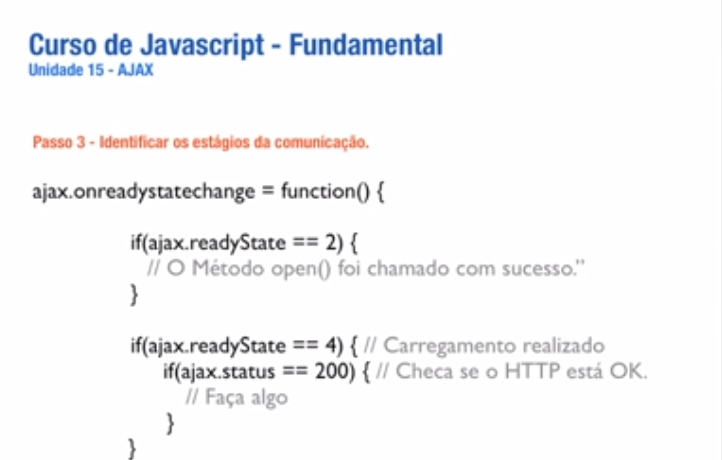 Curso de Javascript - Fundamental
Unidade 15 - AJAX
Passo 3 - Identificar os estágios da comunicação.
ajax.onreadystatechange = function() {
if(ajax.readyState == 2) {
// O Método open() foi chamado com sucesso.”
}
if(ajax.readyState == 4) { // Carregamento realizado
if(ajax.status == 200) { // Checa se o HTTP está OK.
// Faça algo
}
}